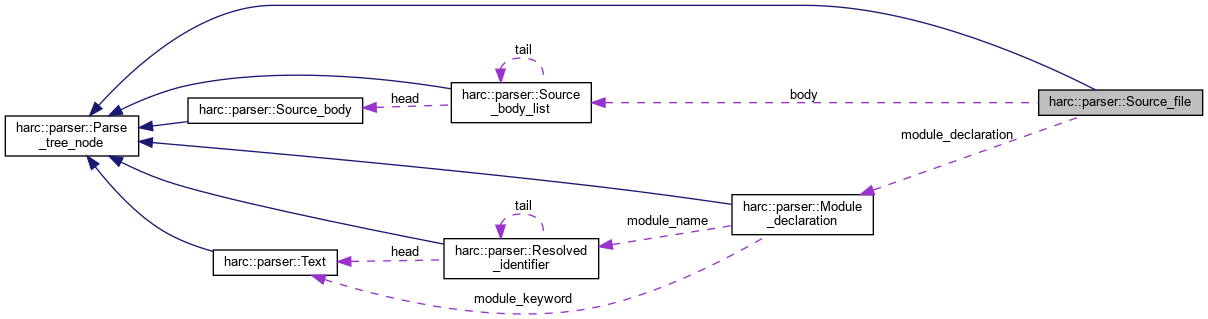 tail
body
harc::parser::Source_file
harc::parser::Source
_body_list
head
harc::parser::Source_body
harc::parser::Parse
_tree_node
module_declaration
harc::parser::Module
_declaration
tail
module_name
harc::parser::Resolved
_identifier
head
harc::parser::Text
module_keyword